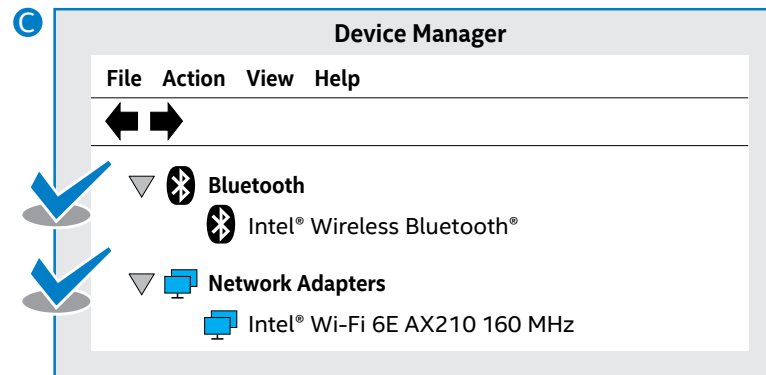 C
Device Manager
File Action View Help
Bluetooth
Intel® Wireless Bluetooth®
Network Adapters
Intel® Wi-Fi 6E AX210 160 MHz